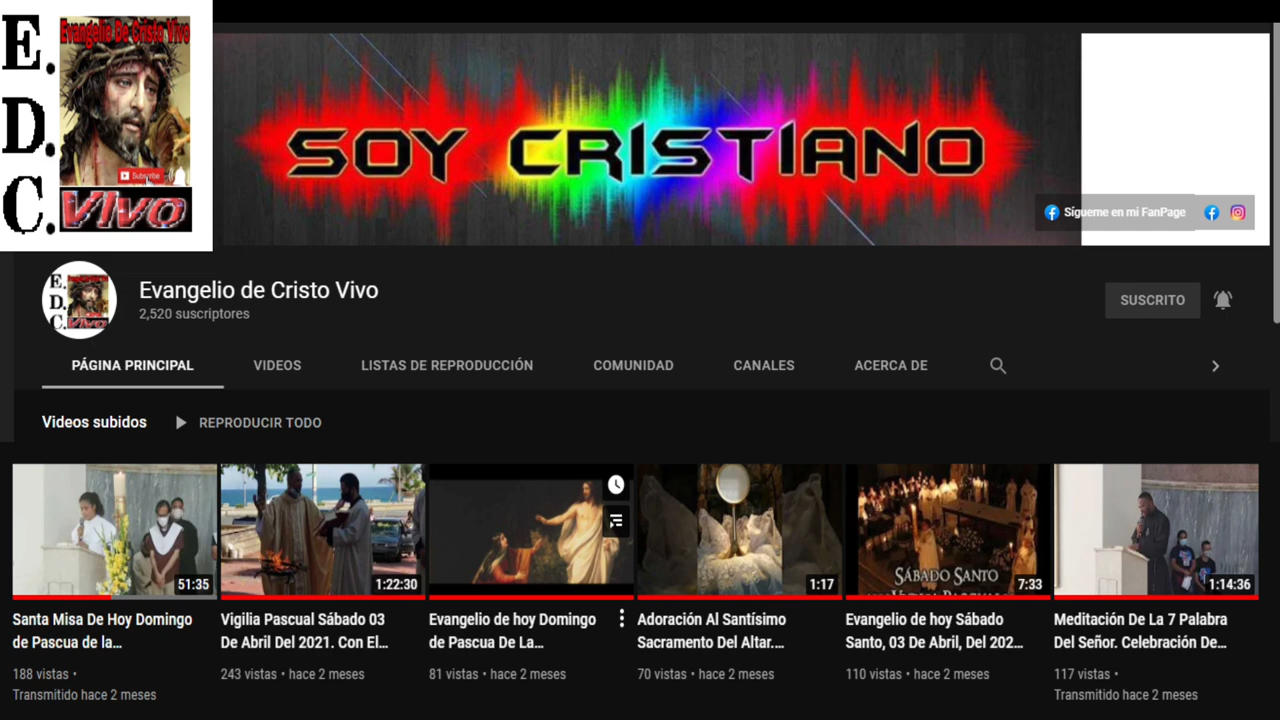 E.
D.
C.
Evangelio De Cristo Vivo
Subscribe
Vivo
SOY CRISTIANO
Sígueme en mi FanPage
E.
D.
C.
Vivo
Evangelio de Cristo Vivo
2,520 suscriptores
SUSCRITO
PÁGINA PRINCIPAL
VIDEOS
LISTAS DE REPRODUCCIÓN
COMUNIDAD
CANALES
ACERCA DE
Videos subidos
REPRODUCIR TODO
51:35
1:22:30
1:17
SÁBADO SANTO
7:33
1:14:36
Santa Misa De Hoy Domingo
de Pascua de la...
188 vistas •
Transmitido hace 2 meses
Vigilia Pascual Sábado 03
De Abril Del 2021. Con El...
243 vistas • hace 2 meses
Evangelio de hoy Domingo
de Pascua De La...
81 vistas • hace 2 meses
Adoración Al Santísimo
Sacramento Del Altar....
70 vistas • hace 2 meses
Evangelio de hoy Sábado
Santo, 03 De Abril, Del 202...
110 vistas • hace 2 meses
Meditación De La 7 Palabra
Del Señor. Celebración De...
117 vistas •
Transmitido hace 2 meses